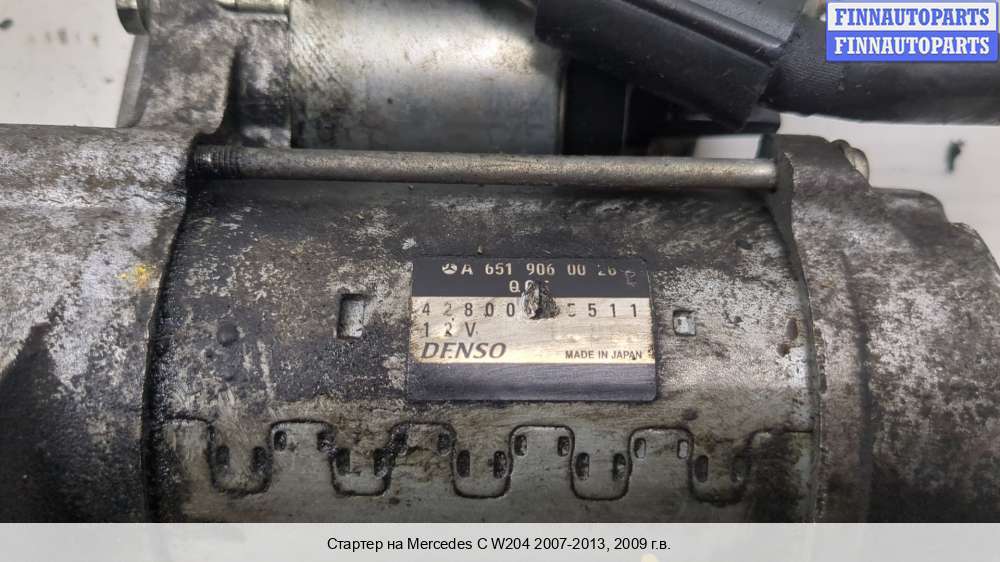 FINNAUTOPARTS
FINNAUTOPARTS
A 651 906 00 26
12V
DENSO MADE IN JAPAN
Стартер на Mercedes C W204 2007-2013, 2009 г.в.